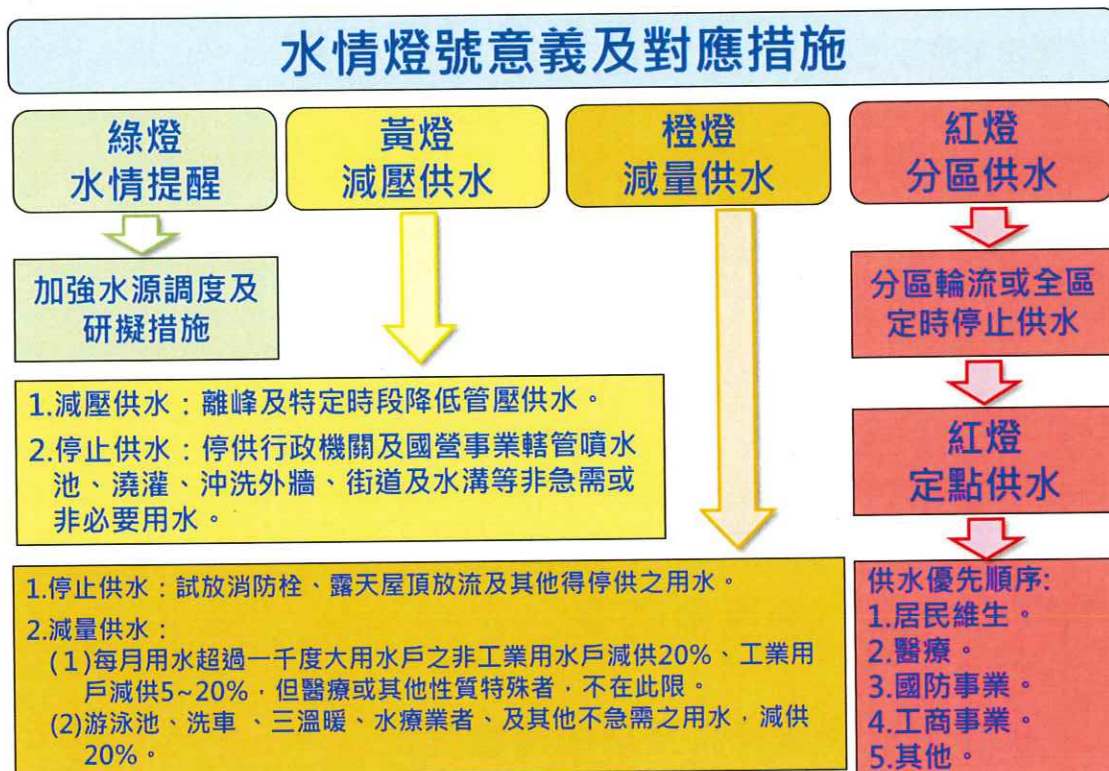 水情燈號意義及對應措施
綠燈
水情提醒
黃燈
減壓供水
橙燈
減量供水
紅燈
分區供水
加強水源調度及
研擬措施
分區輪流或全區
定時停止供水
1.減壓供水：離峰及特定時段降低管壓供水。
2.停止供水：停供行政機關及國營事業轄管噴水
池、澆灌、沖洗外牆、街道及水溝等非急需或
非必要用水。
紅燈
定點供水
1.停止供水：試放消防栓、露天屋頂放流及其他得停供之用水。
2.減量供水：
(1)每月用水超過一千度大用水戶之非工業用水戶減供20%、工業用
戶減供5~20%，但醫療或其他性質特殊者，不在此限。
(2)游泳池、洗車、三溫暖、水療業者、及其他不急需之用水，減供
20%。
供水優先順序:
1.居民維生。
2.醫療。
3.國防事業。
4.工商事業。
5.其他。